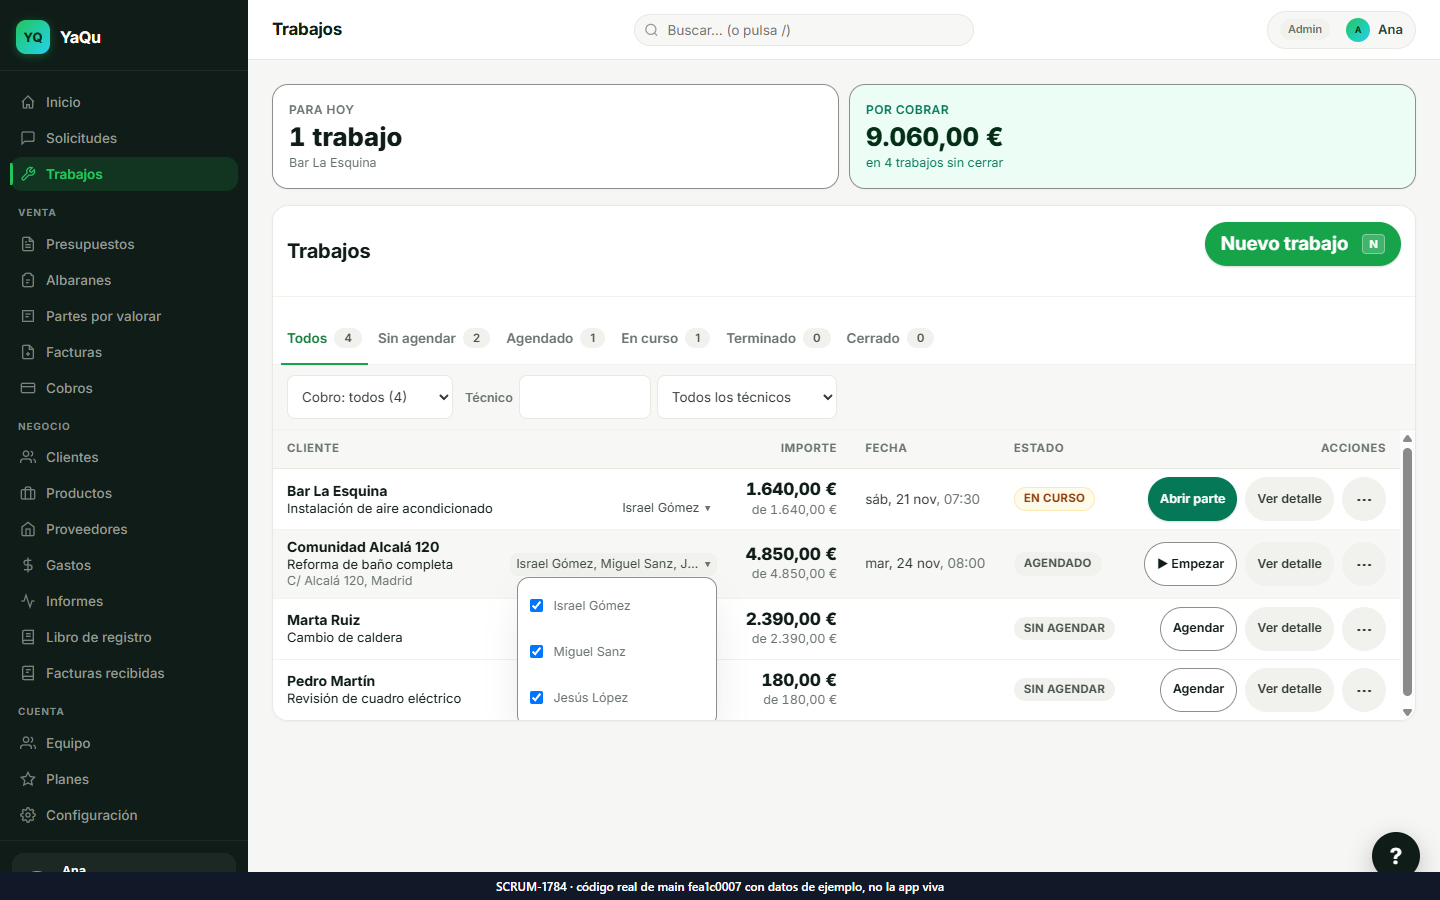 YQ YaQu
Inicio
Solicitudes
Trabajos
VENTA
Presupuestos
Albaranes
Partes por valorar
Facturas
Cobros
NEGOCIO
Clientes
Productos
Proveedores
Gastos
Informes
Libro de registro
Facturas recibidas
CUENTA
Equipo
Planes
Configuración
Ana
Trabajos
Buscar... (o pulsa /)
Admin A Ana
PARA HOY
1 trabajo
Bar La Esquina
POR COBRAR
9.060,00 €
en 4 trabajos sin cerrar
Trabajos
Nuevo trabajo N
Todos 4 Sin agendar 2 Agendado 1 En curso 1 Terminado 0 Cerrado 0
Cobro: todos (4) Técnico Todos los técnicos
CLIENTE IMPORTE FECHA ESTADO ACCIONES
Bar La Esquina
Instalación de aire acondicionado
Israel Gómez ▾
1.640,00 €
de 1.640,00 €
sáb, 21 nov, 07:30
EN CURSO
Abrir parte Ver detalle ...
Comunidad Alcalá 120
Reforma de baño completa
C/ Alcalá 120, Madrid
Israel Gómez, Miguel Sanz, J... ▾
4.850,00 €
de 4.850,00 €
mar, 24 nov, 08:00
AGENDADO
▶ Empezar Ver detalle ...
Israel Gómez
Miguel Sanz
Jesús López
Marta Ruiz
Cambio de caldera
2.390,00 €
de 2.390,00 €
SIN AGENDAR
Agendar Ver detalle ...
Pedro Martín
Revisión de cuadro eléctrico
180,00 €
de 180,00 €
SIN AGENDAR
Agendar Ver detalle ...
?
SCRUM-1784 · código real de main fea1c0007 con datos de ejemplo, no la app viva